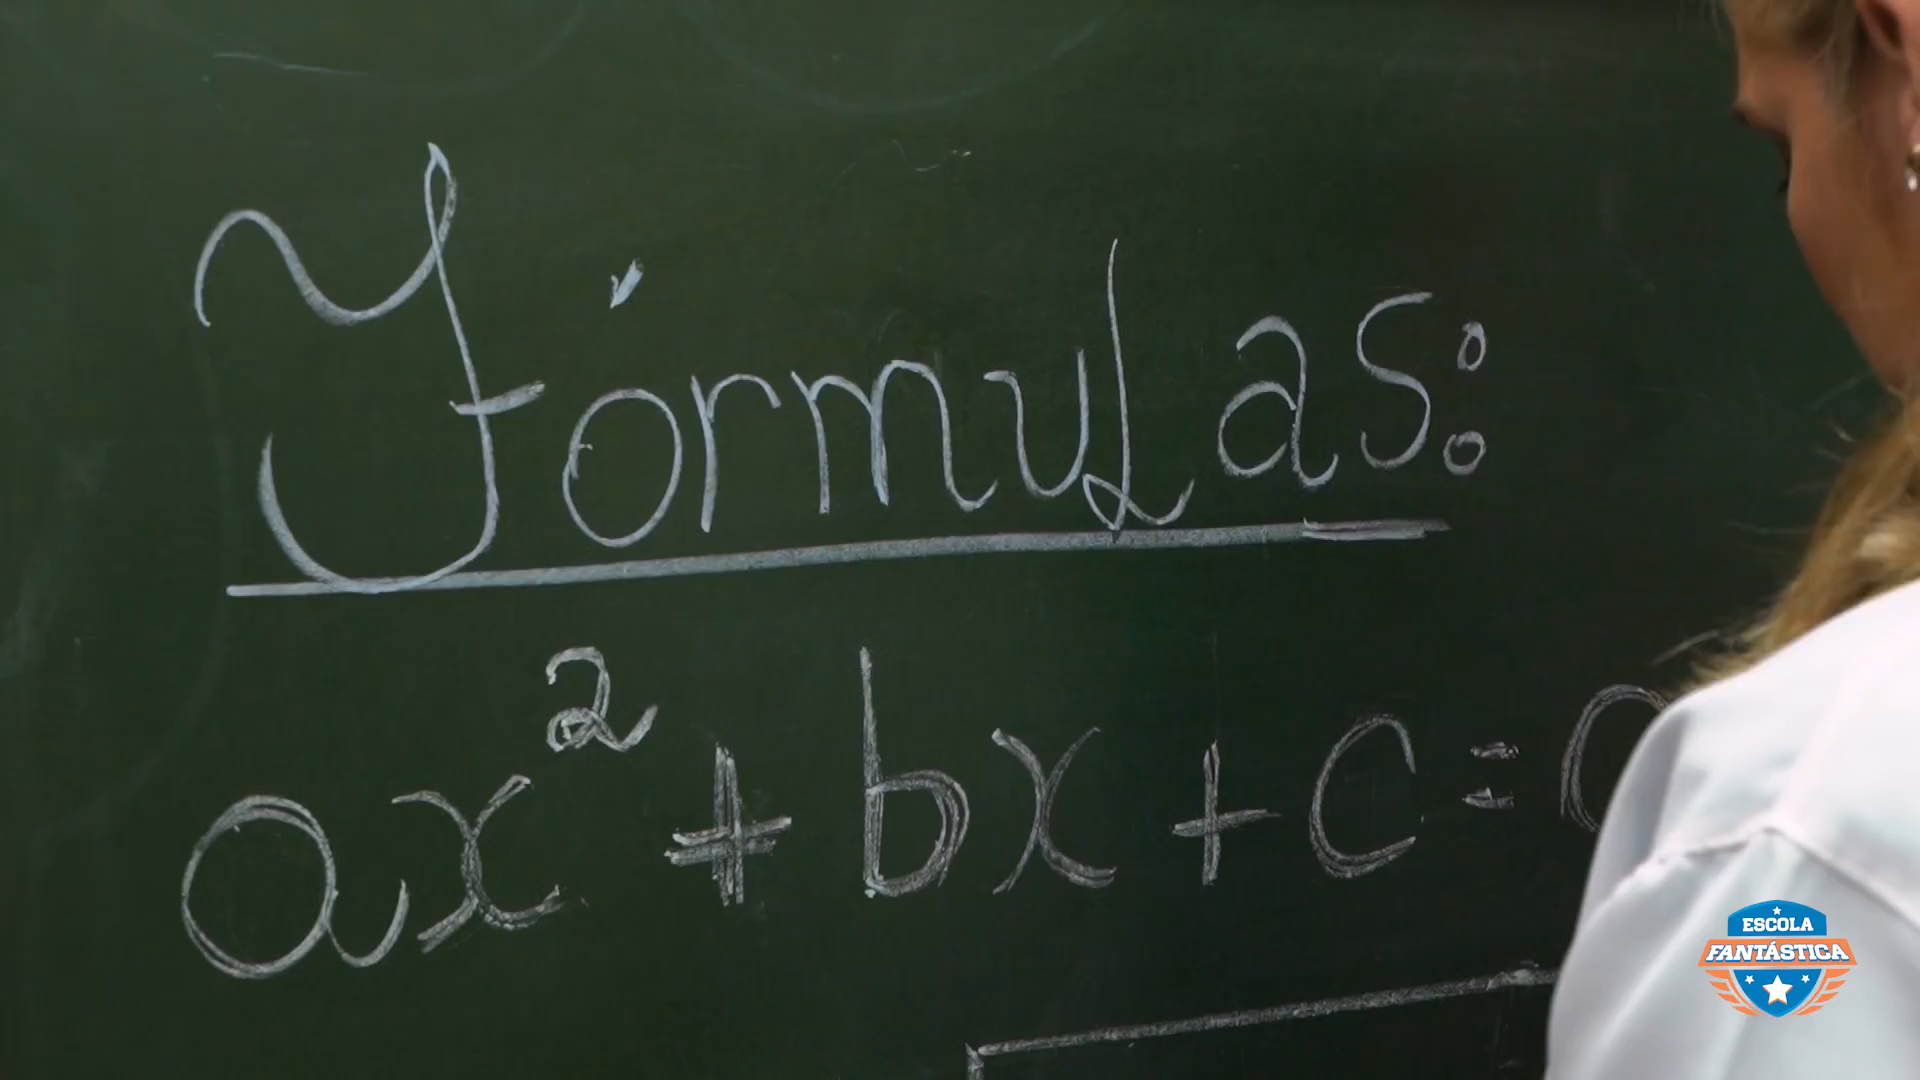 Fórmulas:
ax² + bx + c = 0
ESCOLA
FANTÁSTICA